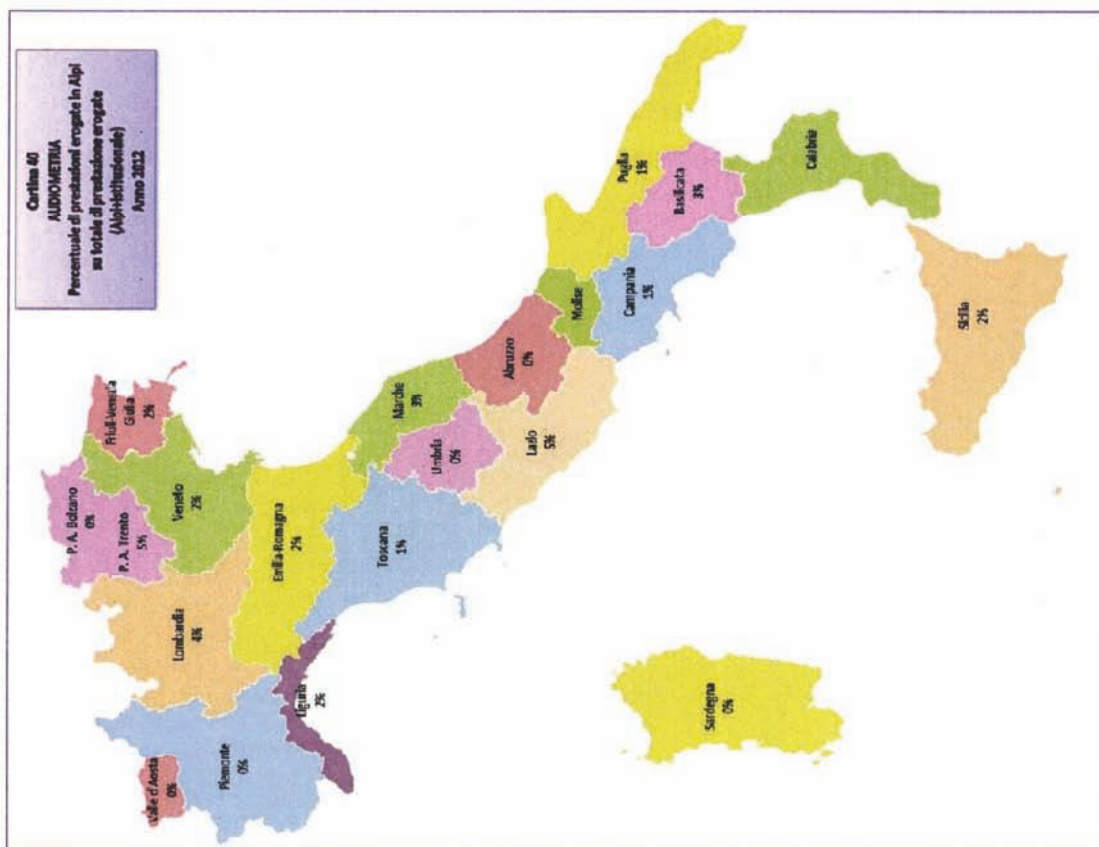 Cartina 40
AUDIOMETRIA
Percentuale di prestazioni erogate in Alpi
su totale di prestazione erogate
(Alpi+Istituzionale)
Anno 2012
Valle d'Aosta
0%
Piemonte
0%
Liguria
2%
Lombardia
4%
P. A. Bolzano
0%
P. A. Trento
5%
Veneto
2%
Friuli-Venezia
Giulia
2%
Emilia-Romagna
2%
Toscana
1%
Marche
3%
Umbria
0%
Lazio
5%
Abruzzo
0%
Molise
Campania
1%
Puglia
1%
Basilicata
3%
Calabria
Sicilia
2%
Sardegna
0%